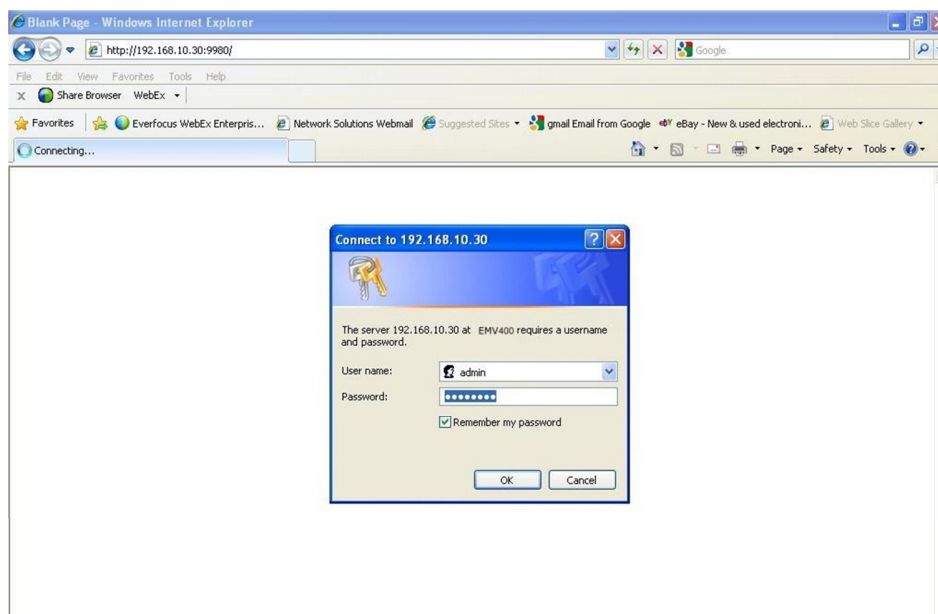 Blank Page - Windows Internet Explorer
http://192.168.10.30:9980/
Google
File Edit View Favorites Tools Help
x Share Browser WebEx
Favorites Everfocus WebEx Enterpris... Network Solutions Webmail Suggested Sites gmail Email from Google eBay - New & used electroni... Web Slice Gallery
Connecting...
Page Safety Tools
Connect to 192.168.10.30
The server 192.168.10.30 at EMV400 requires a username
and password.
User name: admin
Password: ••••••••
Remember my password
OK Cancel